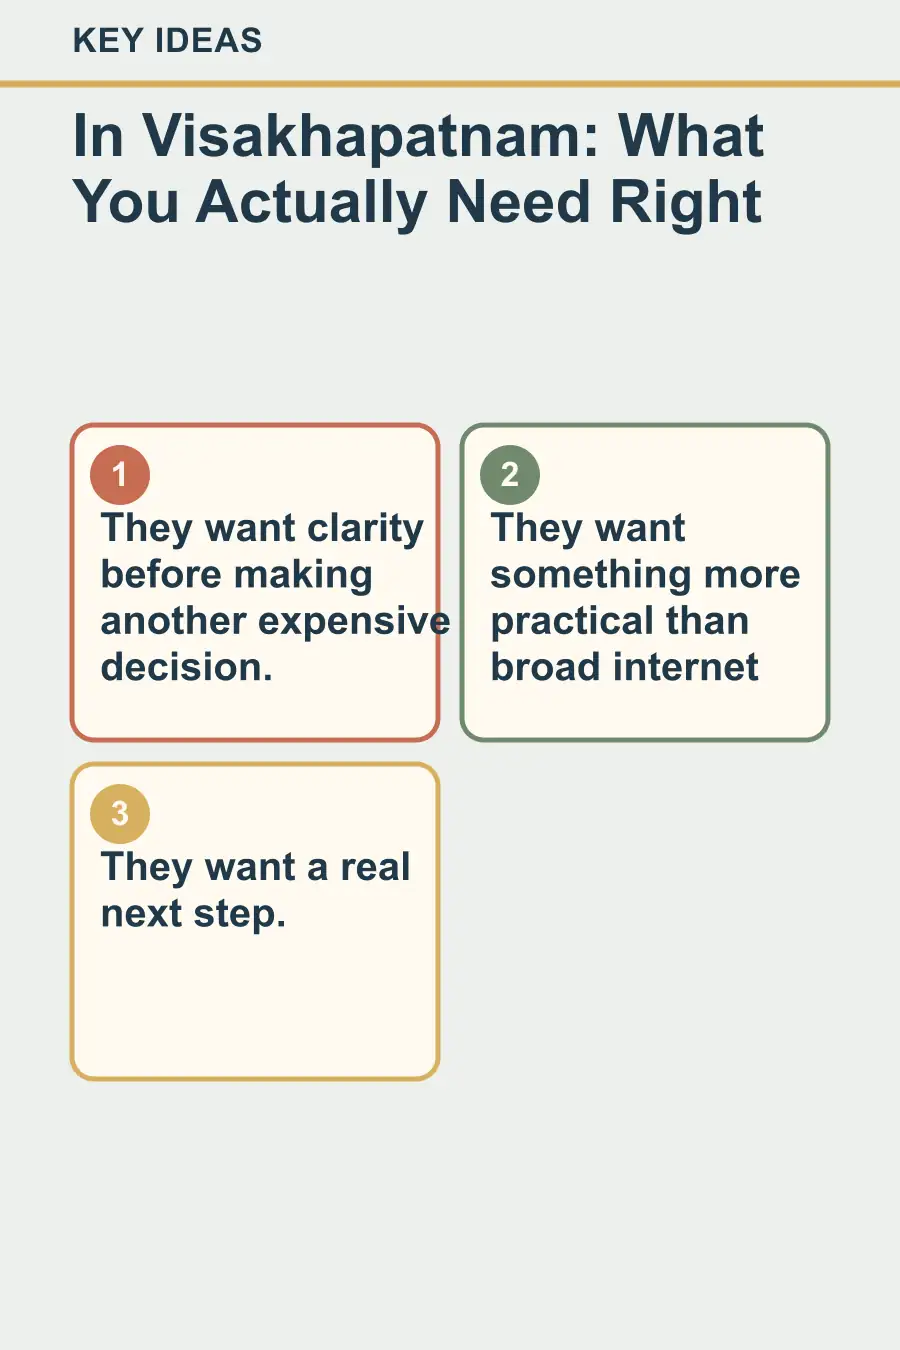 KEY IDEAS
In Visakhapatnam: What
You Actually Need Right
1
They want clarity
before making
another expensive
decision.
2
They want
something more
practical than
broad internet
3
They want a real
next step.